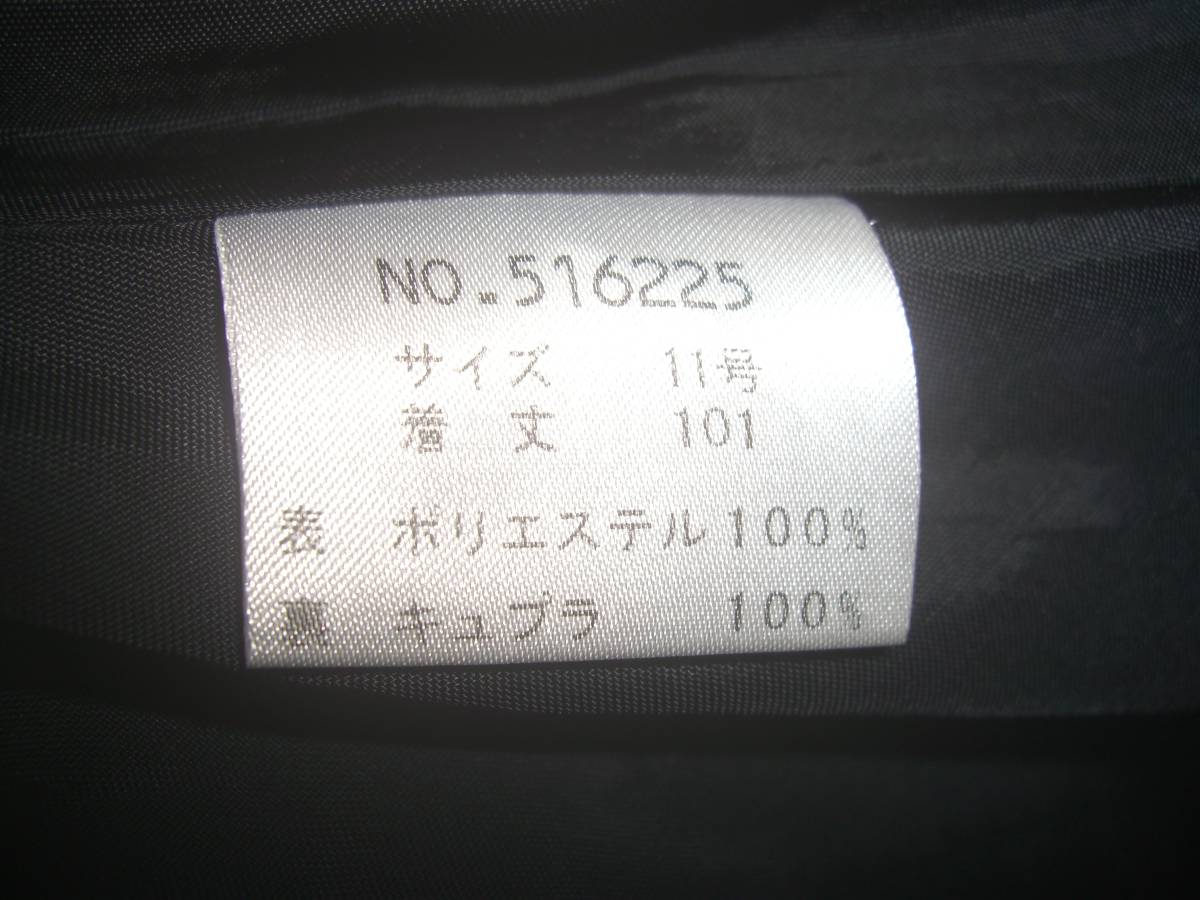 NO.516225
サイズ 11号
着丈 101
表 ポリエステル100%
裏 キュプラ 100%